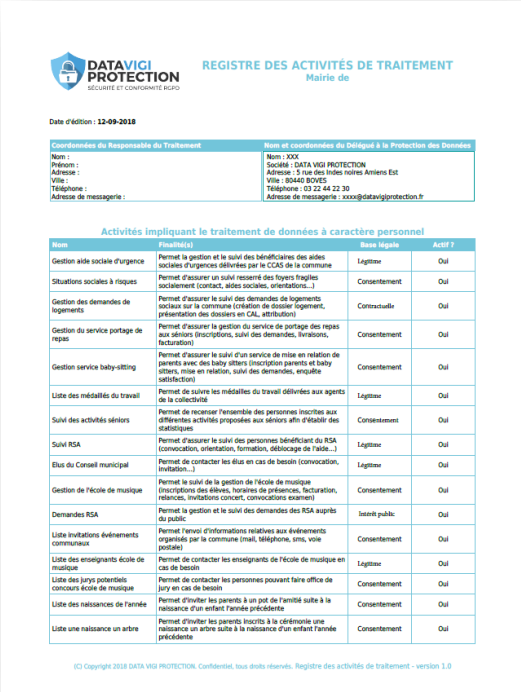 DATAVIGI
PROTECTION
SÉCURITÉ ET CONFORMITÉ RGPD
REGISTRE DES ACTIVITÉS DE TRAITEMENT
Mairie de
Date d'édition : 12-09-2018
Coordonnées du Responsable du Traitement
Nom :
Prénom :
Adresse :
Ville :
Téléphone :
Adresse de messagerie :
Nom et coordonnées du Délégué à la Protection des Données
Nom : XXX
Société : DATA VIGI PROTECTION
Adresse : 5 rue des Indes noires Amiens Est
Ville : 80440 BOVES
Téléphone : 03 22 44 22 30
Adresse de messagerie : xxxx@datavigiprotection.fr
Activités impliquant le traitement de données à caractère personnel
Nom Finalité(s) Base légale Actif ?
Gestion aide sociale d'urgence
Permet la gestion et le suivi des bénéficiaires des aides
sociales d'urgences délivrées par le CCAS de la commune
Légitime
Oui
Situations sociales à risques
Permet d'assurer un suivi resserré des foyers fragiles
socialement (contact, aides sociales, orientations...)
Consentement
Oui
Gestion des demandes de
logements
Permet d'assurer le suivi des demandes de logements
sociaux sur la commune (création de dossier logement,
présentation des dossiers en CAL, attribution)
Contractuelle
Oui
Gestion du service portage de
repas
Permet d'assurer la gestion du service de portage des repas
aux séniors (inscriptions, suivi des demandes, livraisons,
facturation)
Consentement
Oui
Gestion service baby-sitting
Permet d'assurer le suivi d'un service de mise en relation de
parents avec des baby sitters (inscription parents et baby
sitters, mise en relation, suivi des demandes, enquête
satisfaction)
Consentement
Oui
Liste des médaillés du travail
Permet de suivre les médailles du travail délivrées aux agents
de la collectivité
Légitime
Oui
Suivi des activités séniors
Permet de recenser l'ensemble des personnes inscrites aux
différentes activités proposées aux séniors afin d'établir des
statistiques
Consentement
Oui
Suivi RSA
Permet d'assurer le suivi des personnes bénéficiant du RSA
(convocation, orientation, formation, déblocage de l'aide...)
Légitime
Oui
Elus du Conseil municipal
Permet de contacter les élus en cas de besoin (convocation,
invitation...)
Légitime
Oui
Gestion de l'école de musique
Permet le suivi de la gestion de l'école de musique
(inscriptions des élèves, horaires de présences, facturation,
relances, invitations concert, convocations examen)
Consentement
Oui
Demandes RSA
Permet la gestion et le suivi des demandes des RSA auprès
du public
Intérêt public
Oui
Liste invitations événements
communaux
Permet l'envoi d'informations relatives aux événements
organisés par la commune (mail, téléphone, sms, voie
postale)
Consentement
Oui
Liste des enseignants école de
musique
Permet de contacter les enseignants de l'école de musique en
cas de besoin
Légitime
Oui
Liste des jurys potentiels
concours école de musique
Permet de contacter les personnes pouvant faire office de
jury en cas de besoin
Consentement
Oui
Liste des naissances de l'année
Permet d'inviter les parents à un pot de l'amitié suite à la
naissance d'un enfant l'année précédente
Consentement
Oui
Liste une naissance un arbre
Permet d'inviter les parents inscrits à la cérémonie une
naissance un arbre suite à la naissance d'un enfant l'année
précédente
Consentement
Oui
(C) Copyright 2018 DATA VIGI PROTECTION. Confidentiel, tous droits réservés. Registre des activités de traitement - version 1.0